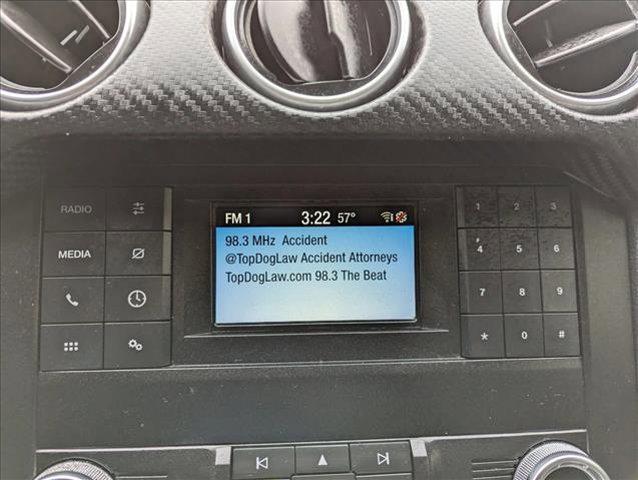 FM 1 3:22 57°
98.3 MHz Accident
@TopDogLaw Accident Attorneys
TopDogLaw.com 98.3 The Beat
RADIO
MEDIA
1 2 3
4 5 6
7 8 9
* 0 #